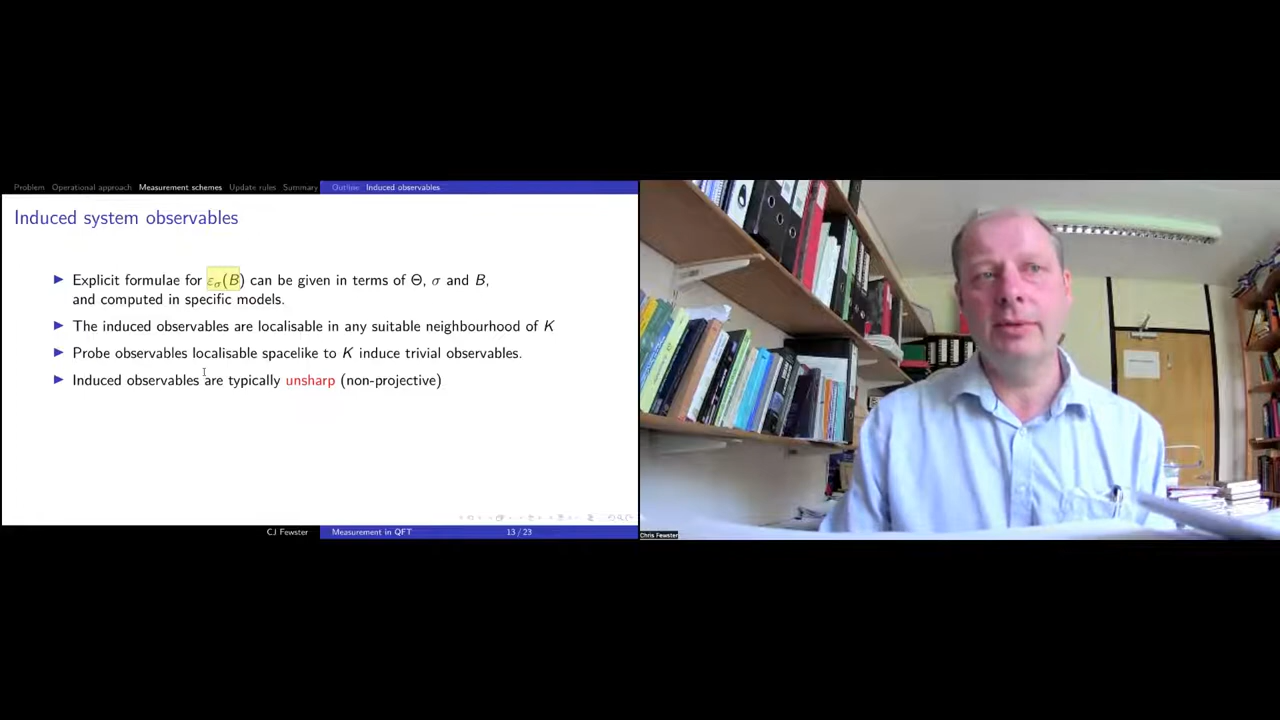 Problem Operational approach Measurement schemes Update rules Summary Outline Induced observables
Induced system observables
▶ Explicit formulae for εσ(B) can be given in terms of Θ, σ and B,
and computed in specific models.
▶ The induced observables are localisable in any suitable neighbourhood of K
▶ Probe observables localisable spacelike to K induce trivial observables.
▶ Induced observables are typically unsharp (non-projective)
CJ Fewster Measurement in QFT 13 / 23
Chris Fewster